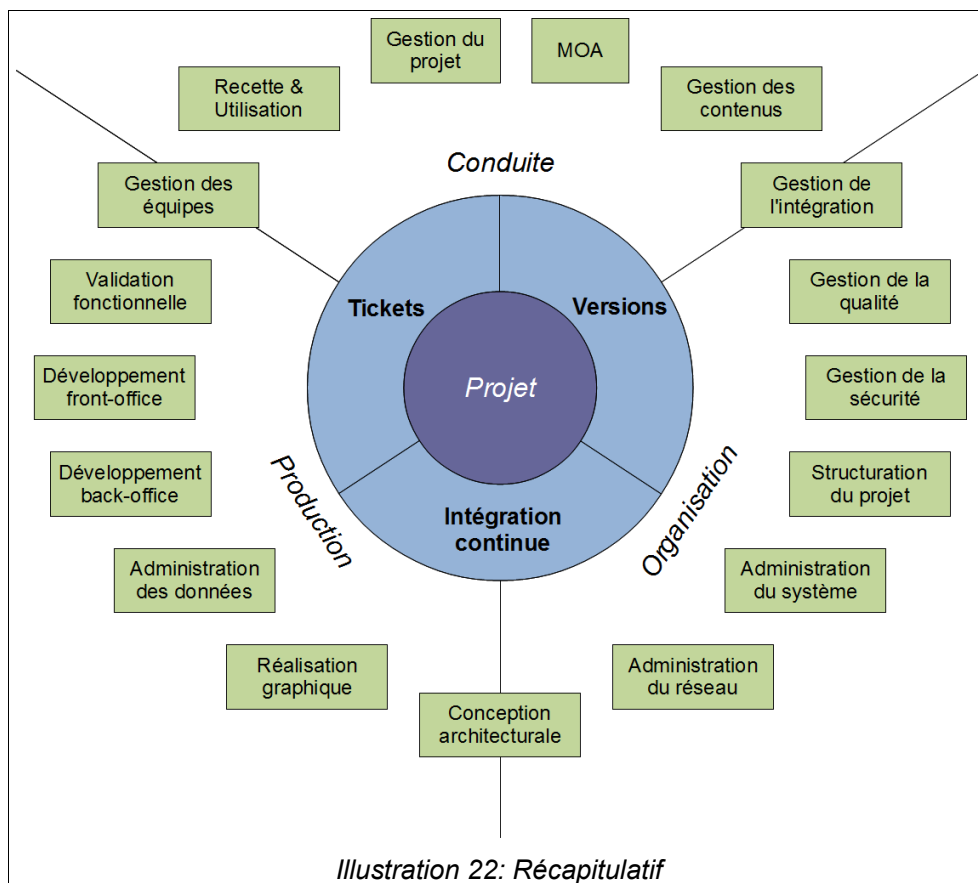 Gestion du
projet
MOA
Recette &
Utilisation
Gestion des
contenus
Conduite
Gestion des
équipes
Gestion de
l'intégration
Validation
fonctionnelle
Tickets
Versions
Gestion de la
qualité
Développement
front-office
Projet
Gestion de la
sécurité
Développement
back-office
Production
Intégration
continue
Organisation
Structuration
du projet
Administration
des données
Administration
du système
Réalisation
graphique
Conception
architecturale
Administration
du réseau
Illustration 22: Récapitulatif